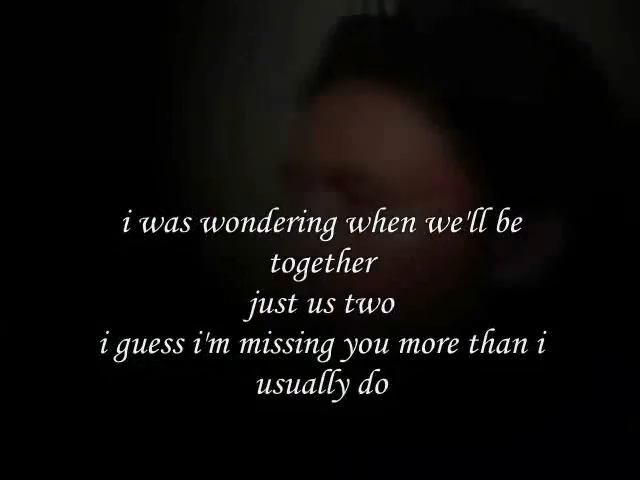 i was wondering when we'll be
together
just us two
i guess i'm missing you more than i
usually do